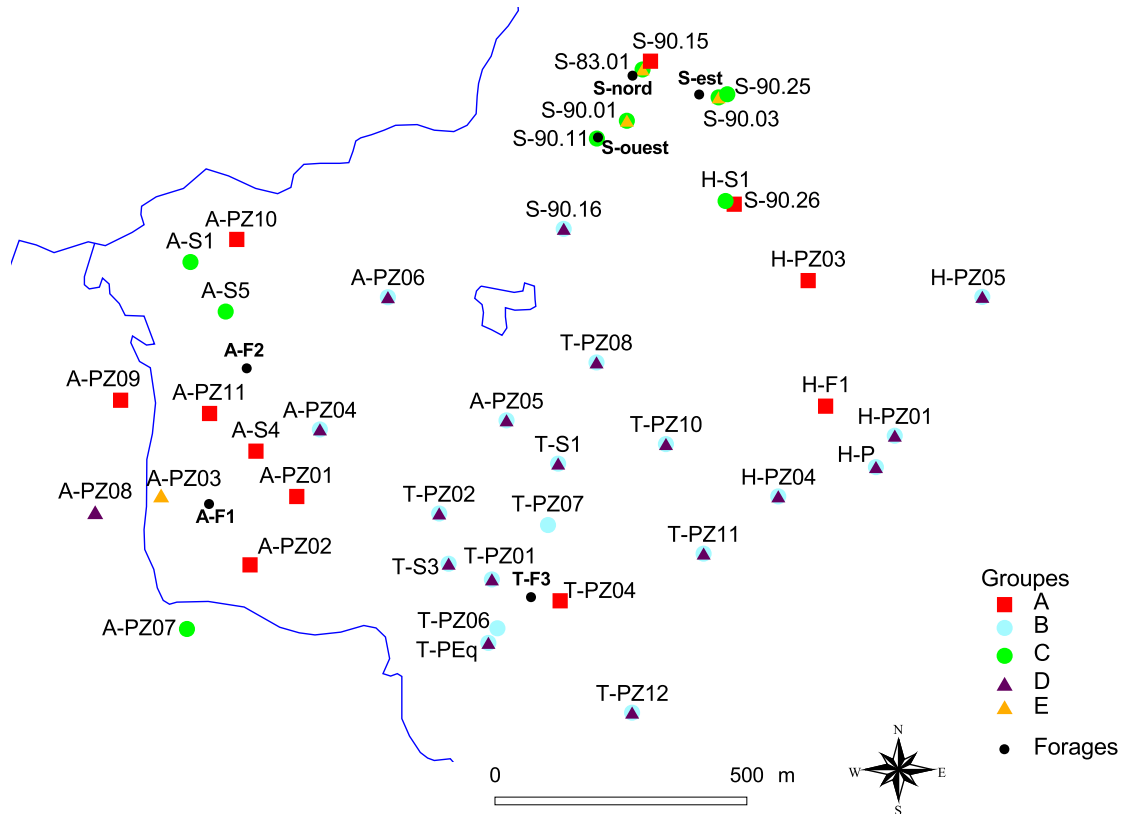 S-90.15
S-83.01
S-nord
S-est
S-90.25
S-90.01
S-90.03
S-90.11
S-ouest
H-S1
S-90.26
S-90.16
A-PZ10
A-S1
H-PZ03
A-PZ06
H-PZ05
A-S5
A-F2
T-PZ08
A-PZ09
A-PZ11
H-F1
A-PZ04
A-PZ05
H-PZ01
A-S4
T-S1
T-PZ10
H-P
A-PZ03
A-PZ01
A-PZ08
H-PZ04
T-PZ02
T-PZ07
A-F1
T-PZ11
A-PZ02
T-S3
T-PZ01
T-F3
T-PZ04
Groupes
A
A-PZ07
T-PZ06
B
T-PEq
C
D
T-PZ12
E
Forages
N
W
E
S
0
500 m